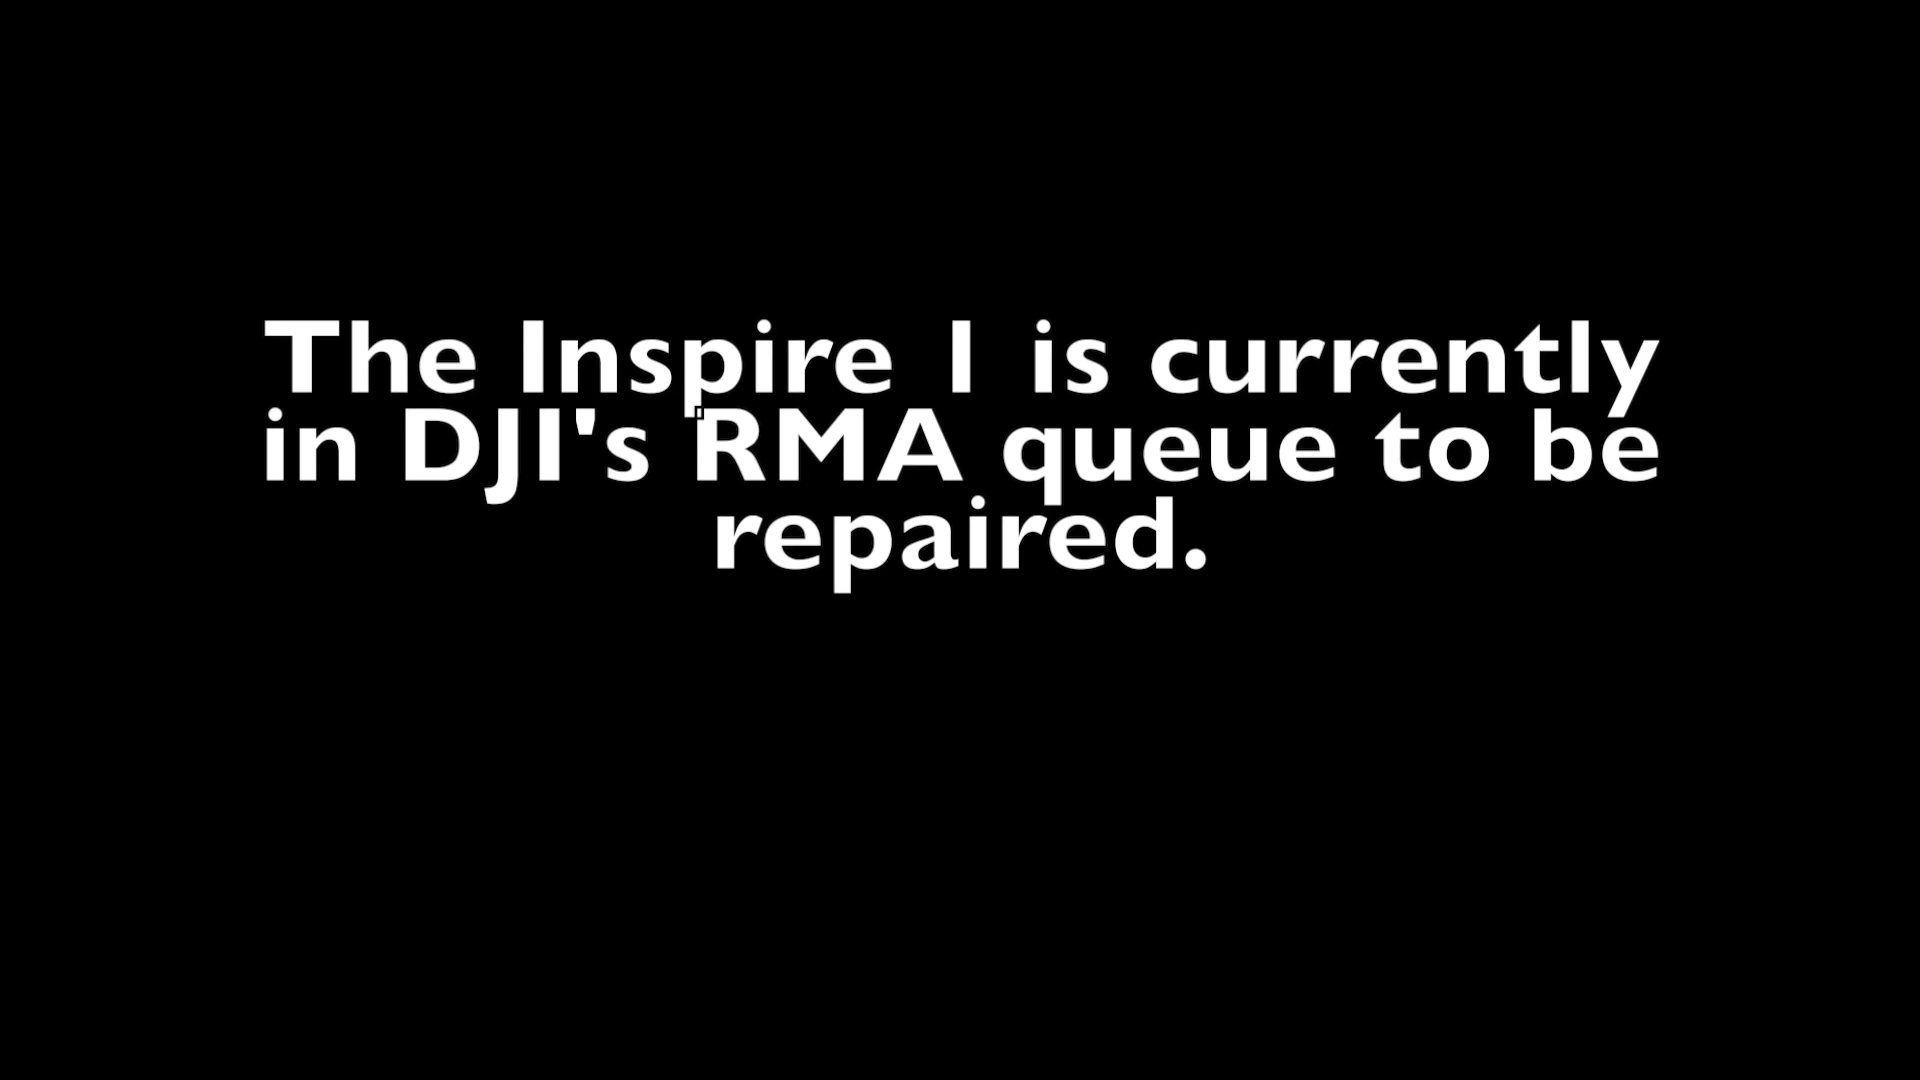 The Inspire 1 is currently
in DJI's RMA queue to be
repaired.